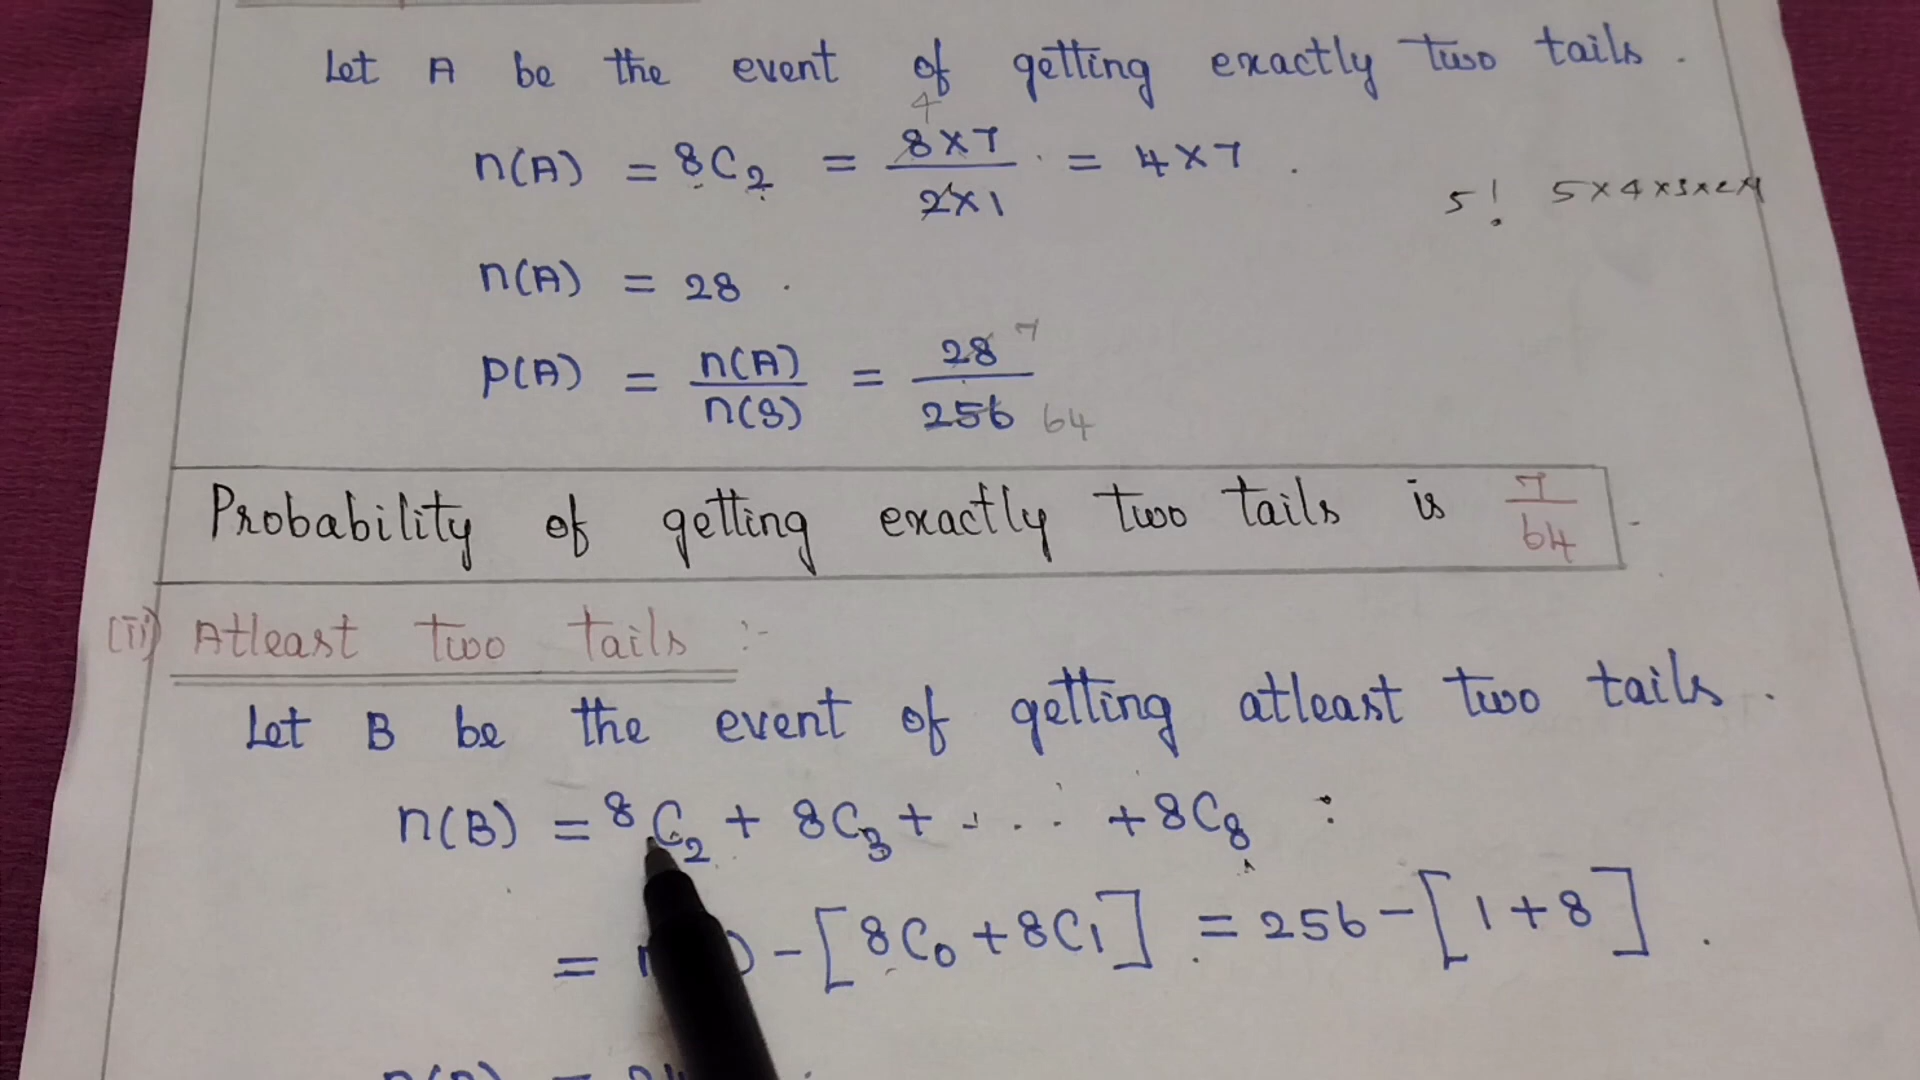 Let A be the event of getting exactly two tails.
n(A) = 8C2 = 8×7 / 2×1 = 4×7.
4
5! 5×4×3×2×1
n(A) = 28.
P(A) = n(A)/n(S) = 28/256
7
64
Probability of getting exactly two tails is 7/64
(ii) Atleast two tails :-
Let B be the event of getting atleast two tails.
n(B) = 8C2 + 8C3 + .... + 8C8 :
= - [8C0 + 8C1] = 256 - [1+8].